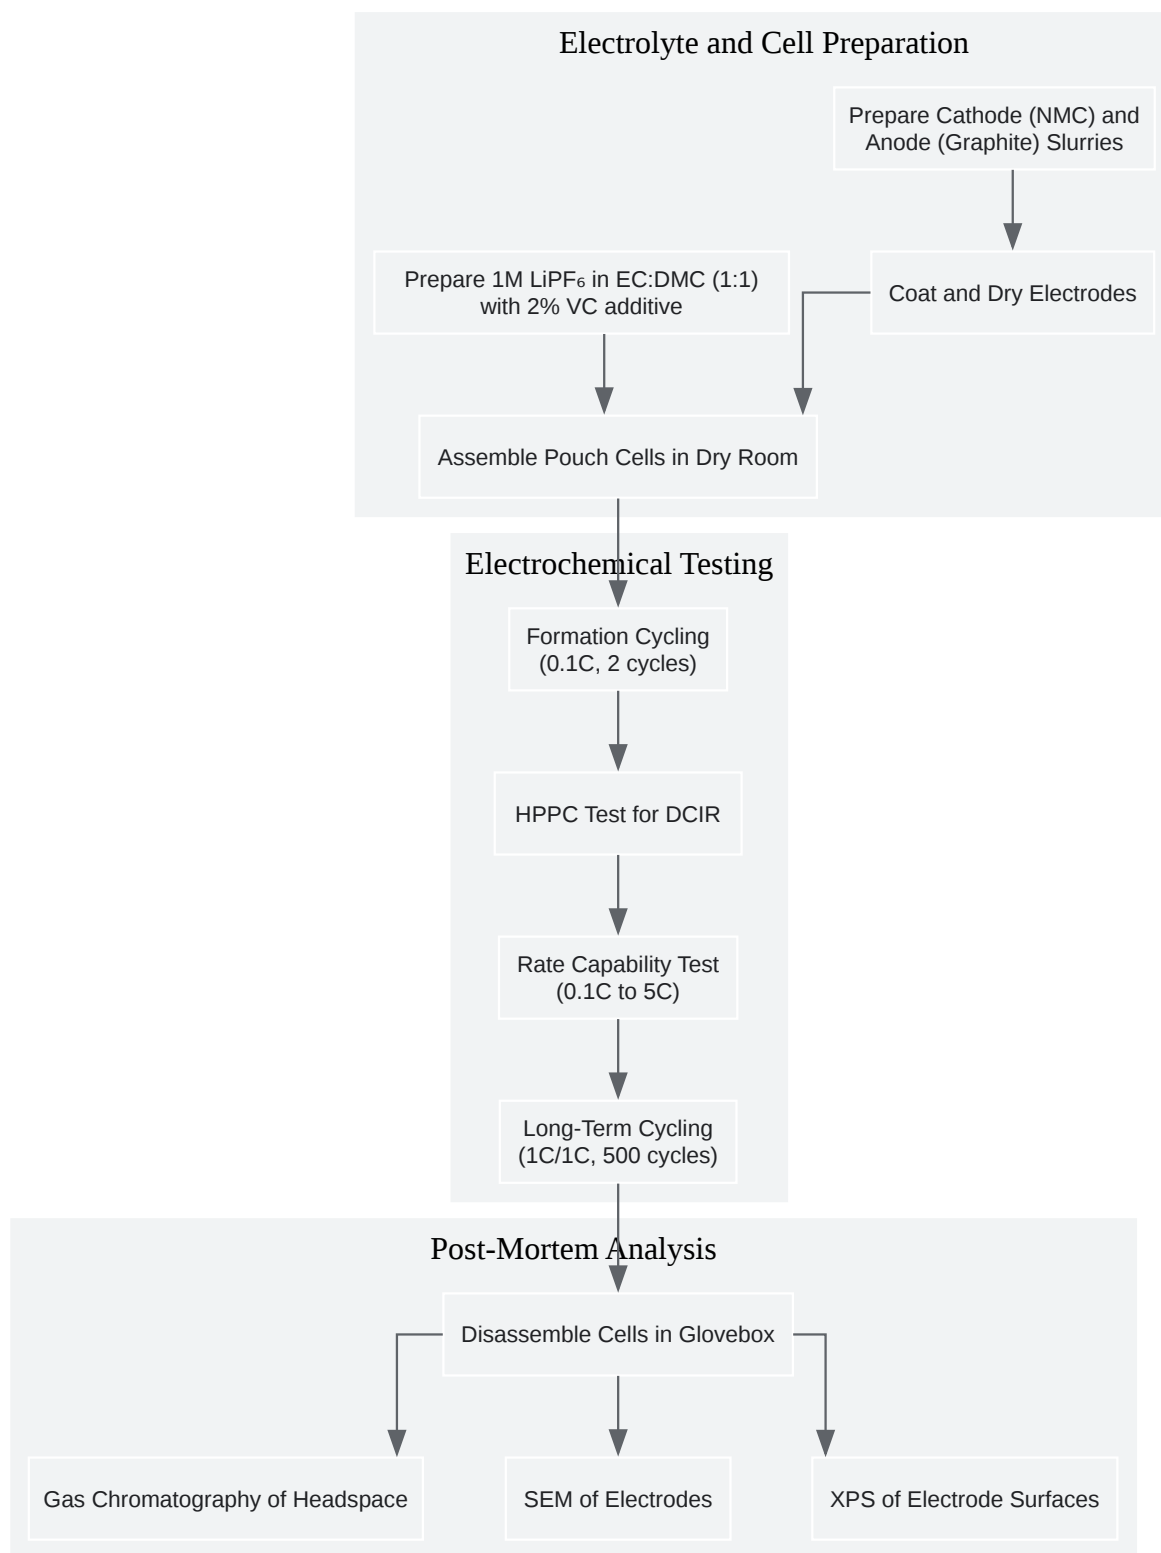 Electrolyte and Cell Preparation
Prepare Cathode (NMC) and
Anode (Graphite) Slurries
Prepare 1M LiPF₆ in EC:DMC (1:1)
with 2% VC additive
Coat and Dry Electrodes
Assemble Pouch Cells in Dry Room
Electrochemical Testing
Formation Cycling
(0.1C, 2 cycles)
HPPC Test for DCIR
Rate Capability Test
(0.1C to 5C)
Long-Term Cycling
(1C/1C, 500 cycles)
Post-Mortem Analysis
Disassemble Cells in Glovebox
Gas Chromatography of Headspace
SEM of Electrodes
XPS of Electrode Surfaces